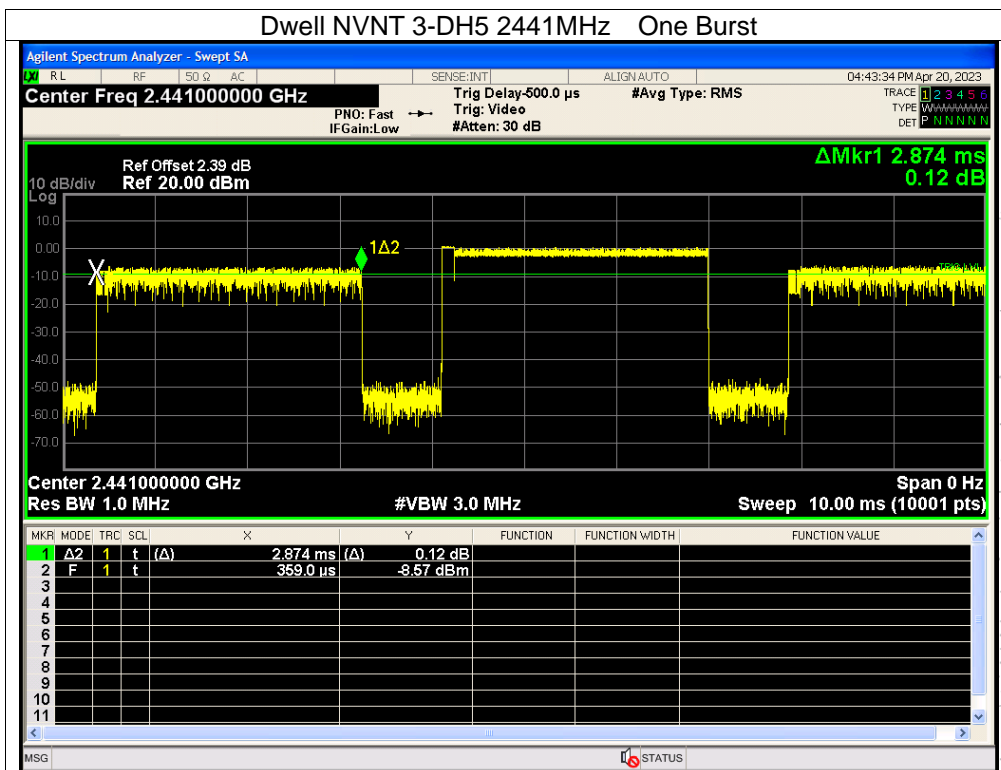 Dwell NVNT 3-DH5 2441MHz One Burst
Agilent Spectrum Analyzer - Swept SA
LXI RL RF 50 Ω AC SENSE:INT ALIGN AUTO 04:43:34 PM Apr 20, 2023
Center Freq 2.441000000 GHz Trig Delay-500.0 µs #Avg Type: RMS TRACE 1 2 3 4 5 6
PNO: Fast Trig: Video TYPE WWWWWWW
IFGain:Low #Atten: 30 dB DET P N N N N N
ΔMkr1 2.874 ms
Ref Offset 2.39 dB
10 dB/div Ref 20.00 dBm 0.12 dB
Log
10.0
0.00 1Δ2
-10.0
-20.0
-30.0
-40.0
-50.0
-60.0
-70.0
Center 2.441000000 GHz Span 0 Hz
Res BW 1.0 MHz #VBW 3.0 MHz Sweep 10.00 ms (10001 pts)
MKR MODE TRC SCL X Y FUNCTION FUNCTION WIDTH FUNCTION VALUE
1 Δ2 1 t (Δ) 2.874 ms (Δ) 0.12 dB
2 F 1 t 359.0 µs -8.57 dBm
3
4
5
6
7
8
9
10
11
MSG STATUS